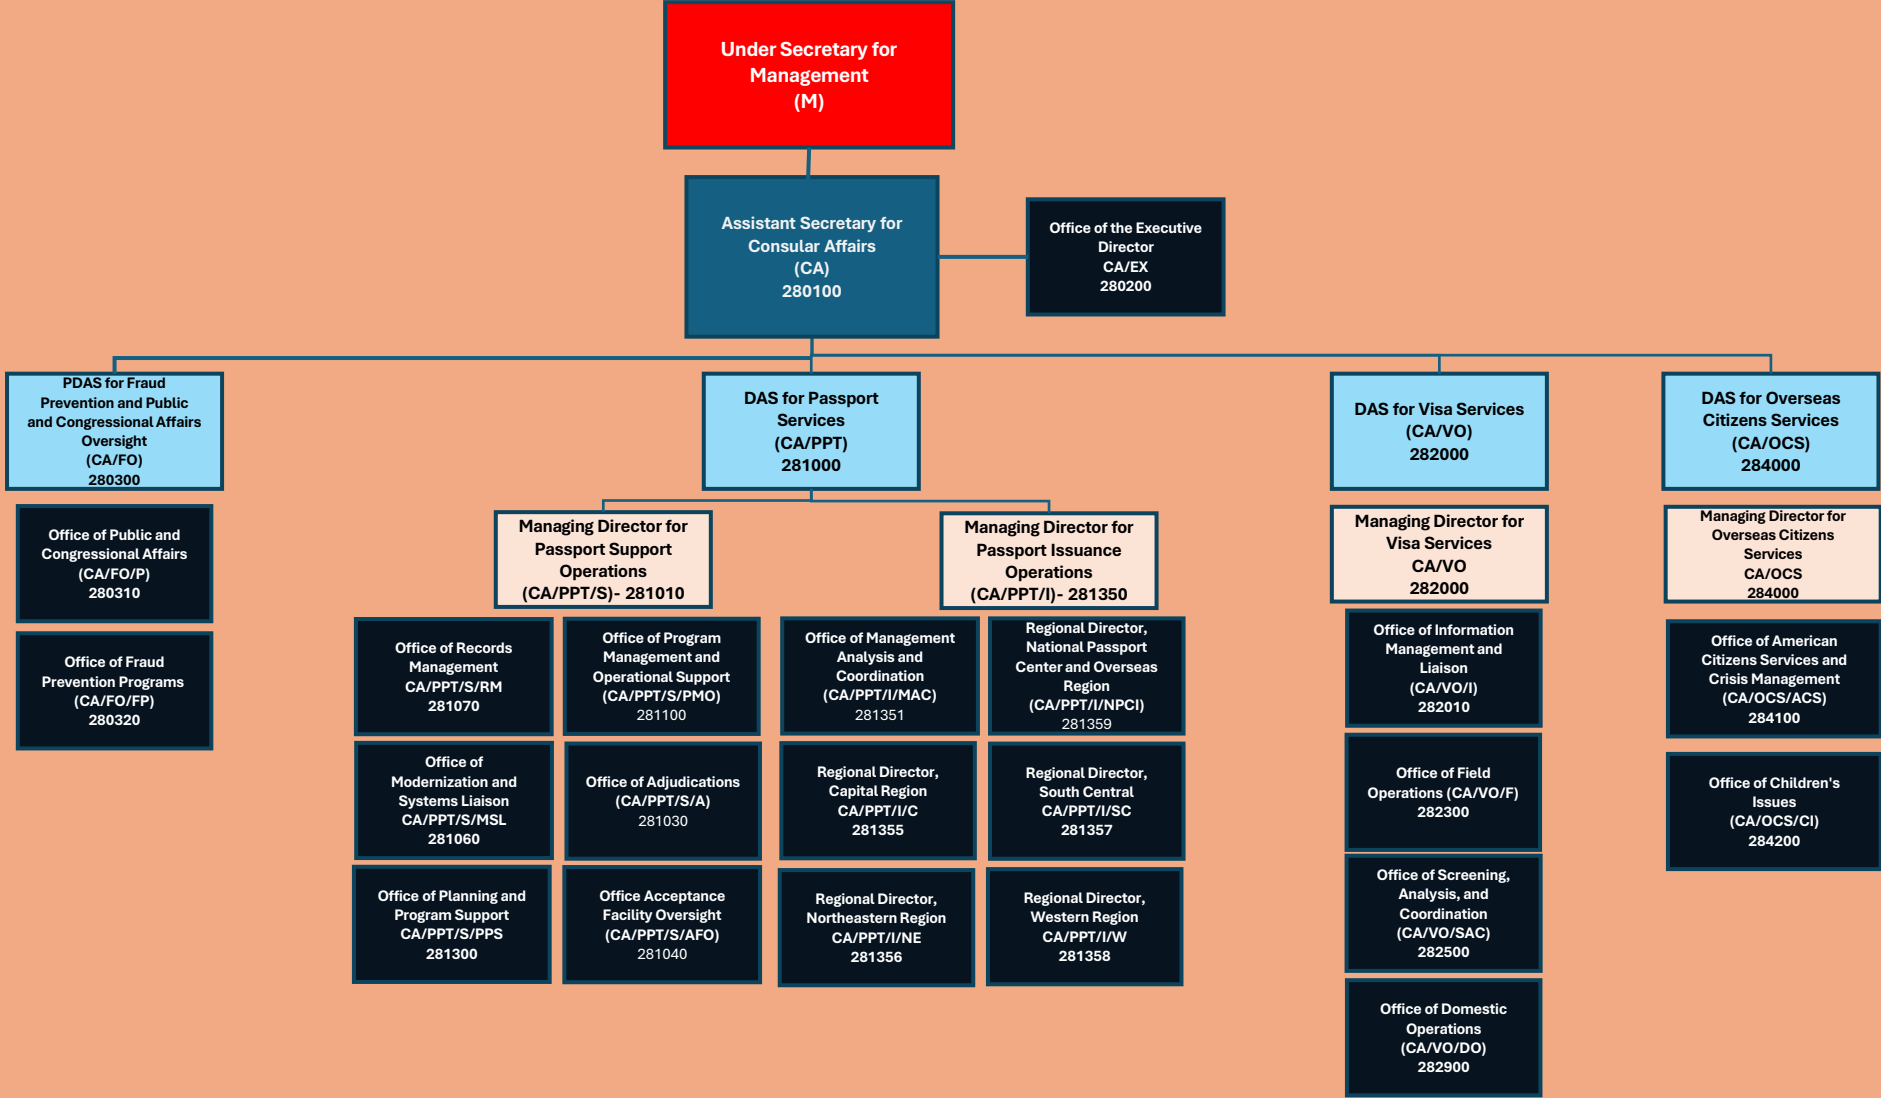 Under Secretary for
Management
(M)
Assistant Secretary for
Consular Affairs
(CA)
280100
Office of the Executive
Director
CA/EX
280200
PDAS for Fraud
Prevention and Public
and Congressional Affairs
Oversight
(CA/FO)
280300
DAS for Passport
Services
(CA/PPT)
281000
DAS for Visa Services
(CA/VO)
282000
DAS for Overseas
Citizens Services
(CA/OCS)
284000
Office of Public and
Congressional Affairs
(CA/FO/P)
280310
Office of Fraud
Prevention Programs
(CA/FO/FP)
280320
Managing Director for
Passport Support
Operations
(CA/PPT/S)- 281010
Managing Director for
Passport Issuance
Operations
(CA/PPT/I)- 281350
Managing Director for
Visa Services
CA/VO
282000
Managing Director for
Overseas Citizens
Services
CA/OCS
284000
Office of Records
Management
CA/PPT/S/RM
281070
Office of Program
Management and
Operational Support
(CA/PPT/S/PMO)
281100
Office of Management
Analysis and
Coordination
(CA/PPT/I/MAC)
281351
Regional Director,
National Passport
Center and Overseas
Region
(CA/PPT/I/NPCI)
281359
Office of Information
Management and
Liaison
(CA/VO/I)
282010
Office of American
Citizens Services and
Crisis Management
(CA/OCS/ACS)
284100
Office of
Modernization and
Systems Liaison
CA/PPT/S/MSL
281060
Office of Adjudications
(CA/PPT/S/A)
281030
Regional Director,
Capital Region
CA/PPT/I/C
281355
Regional Director,
South Central
CA/PPT/I/SC
281357
Office of Field
Operations (CA/VO/F)
282300
Office of Children's
Issues
(CA/OCS/CI)
284200
Office of Planning and
Program Support
CA/PPT/S/PPS
281300
Office Acceptance
Facility Oversight
(CA/PPT/S/AFO)
281040
Regional Director,
Northeastern Region
CA/PPT/I/NE
281356
Regional Director,
Western Region
CA/PPT/I/W
281358
Office of Screening,
Analysis, and
Coordination
(CA/VO/SAC)
282500
Office of Domestic
Operations
(CA/VO/DO)
282900